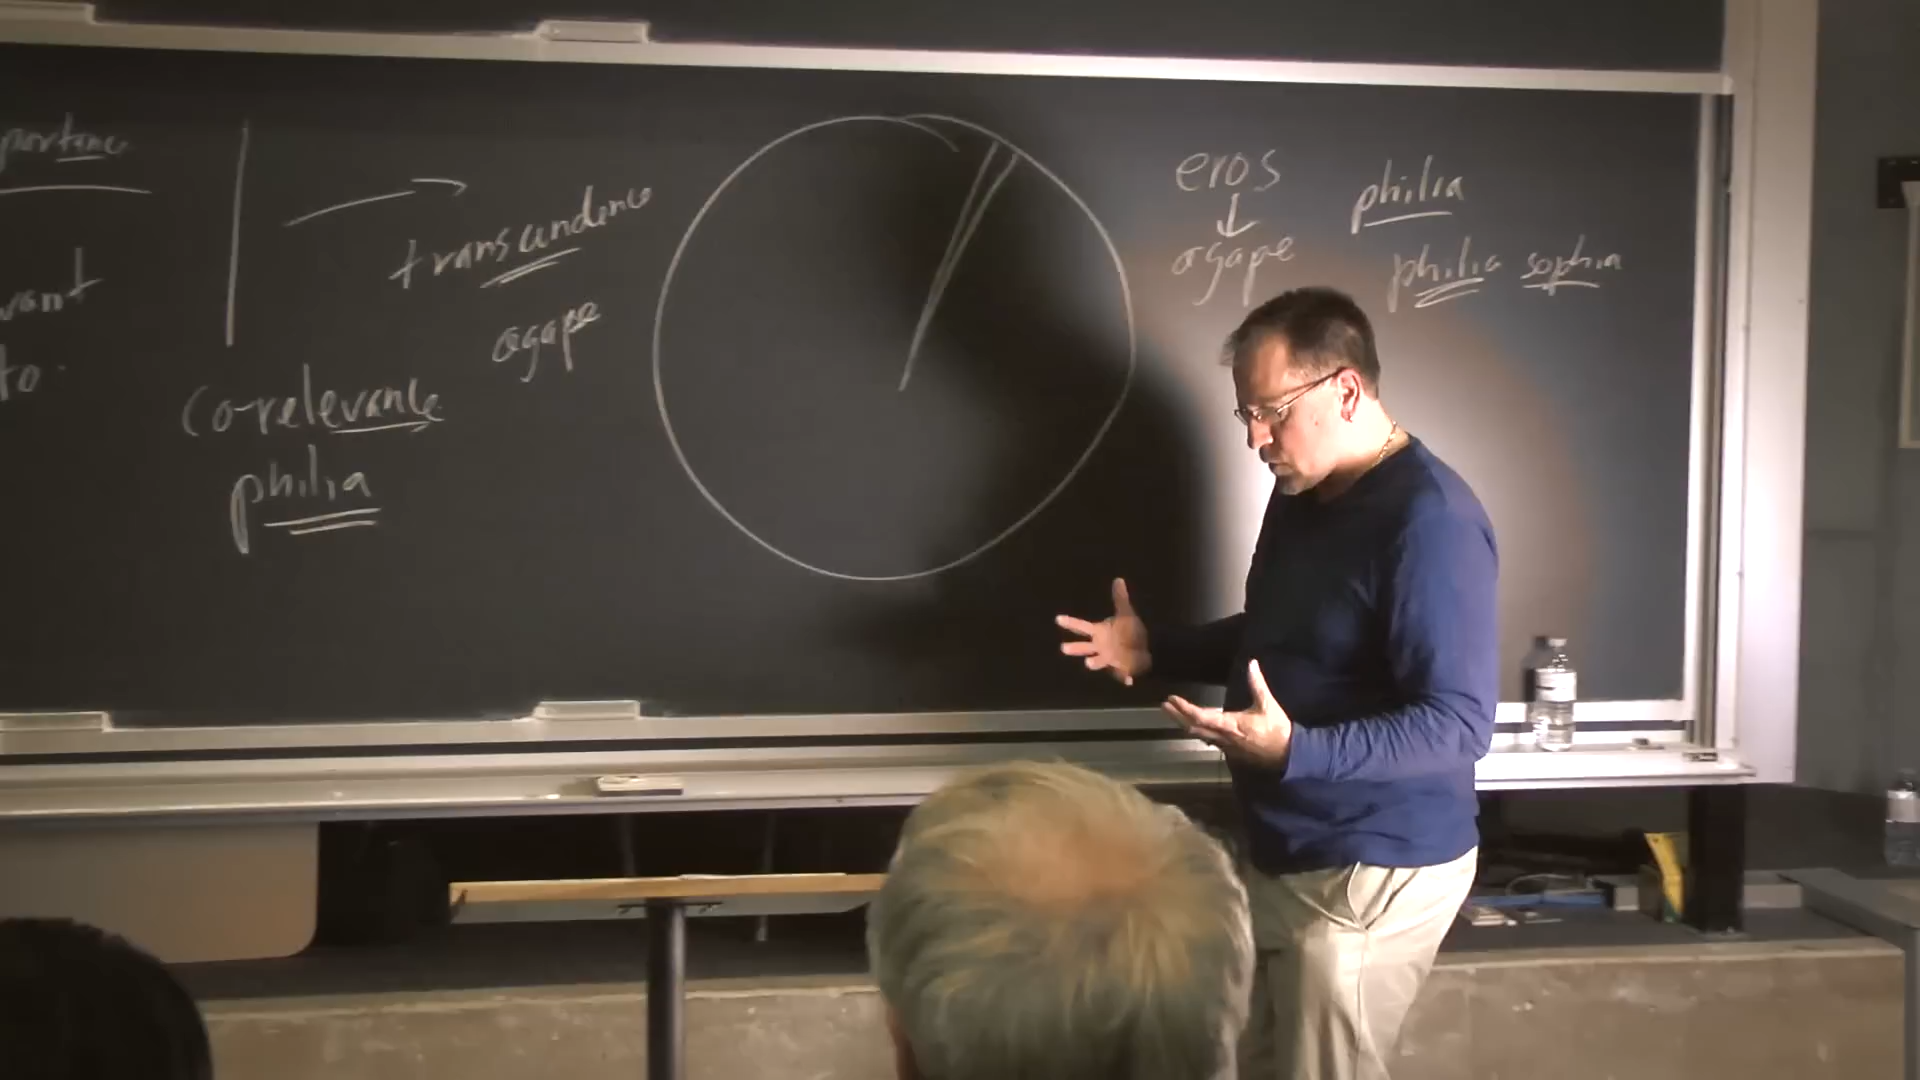 portance
vant
to.
transcendence
agape
co-relevance
philia
eros
agape
philia
philia sophia